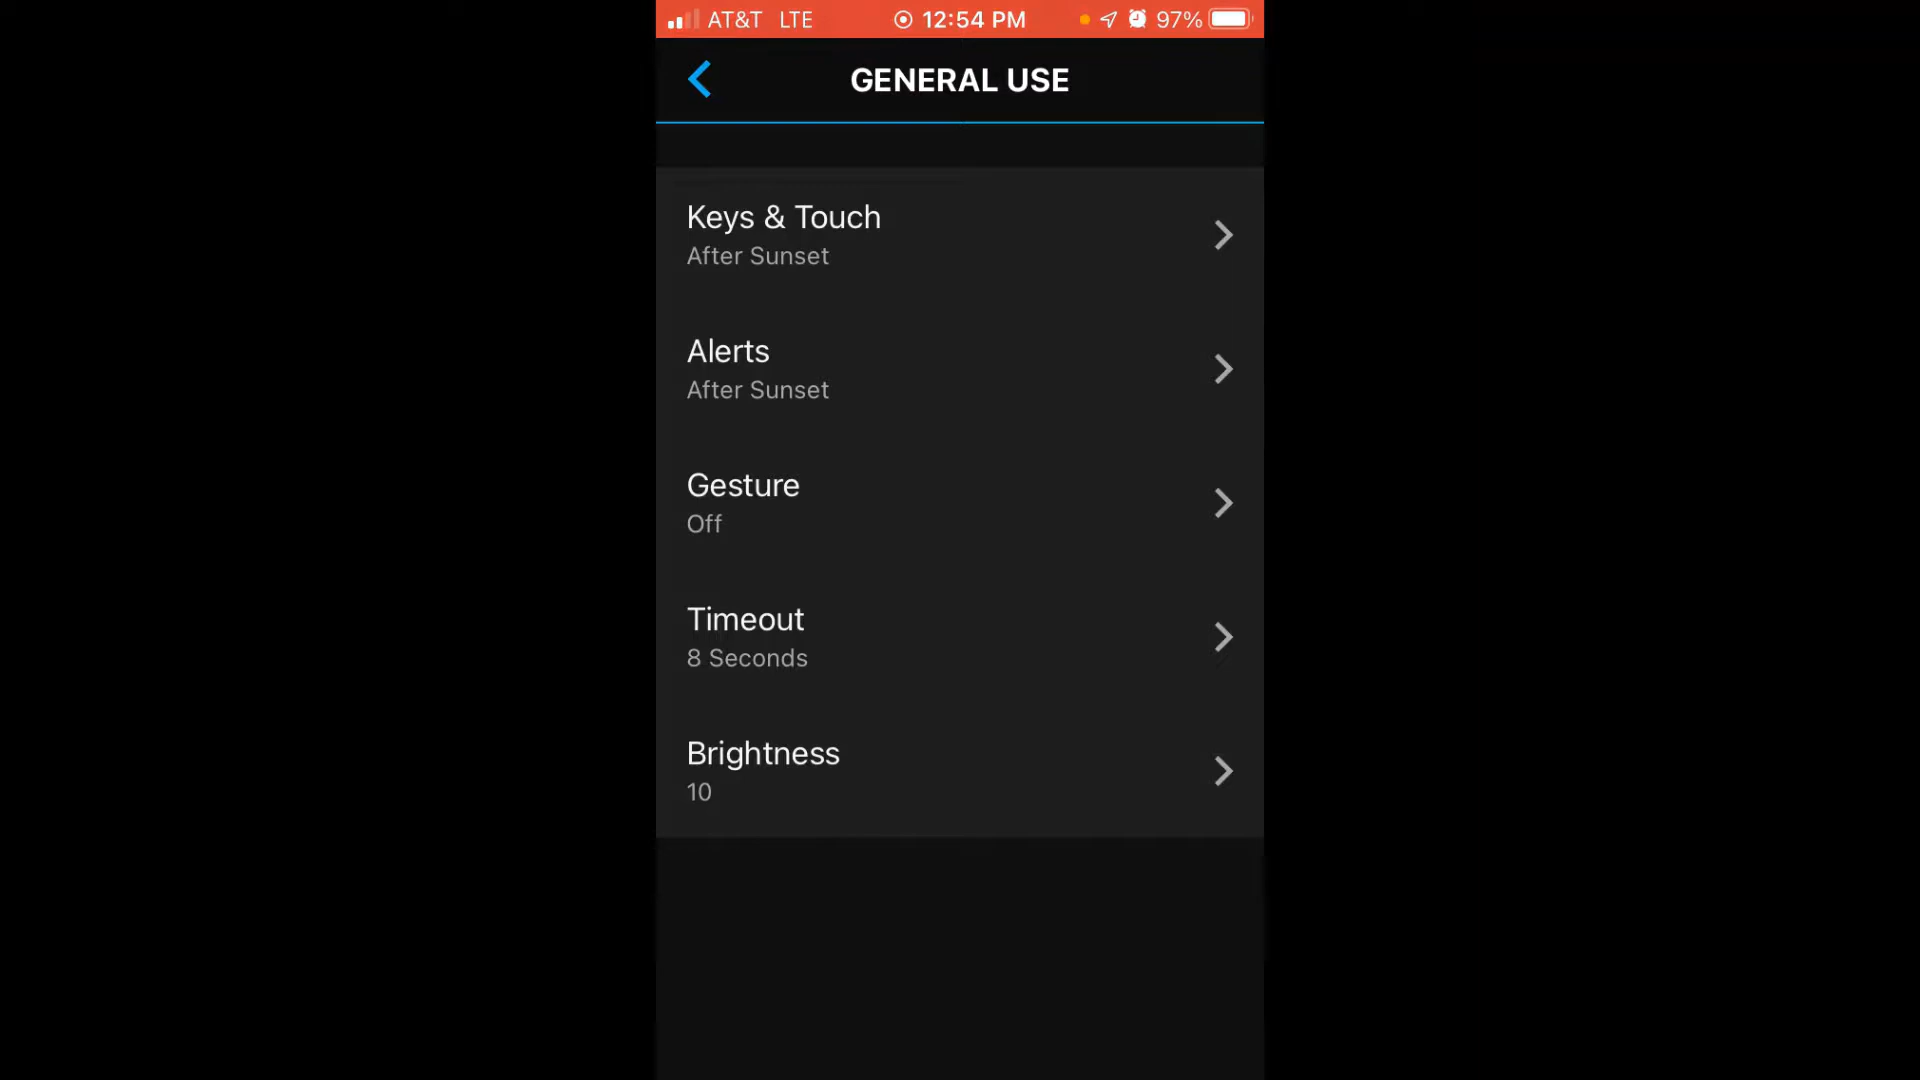 AT&T LTE 12:54 PM 97%
GENERAL USE
Keys & Touch
After Sunset
Alerts
After Sunset
Gesture
Off
Timeout
8 Seconds
Brightness
10